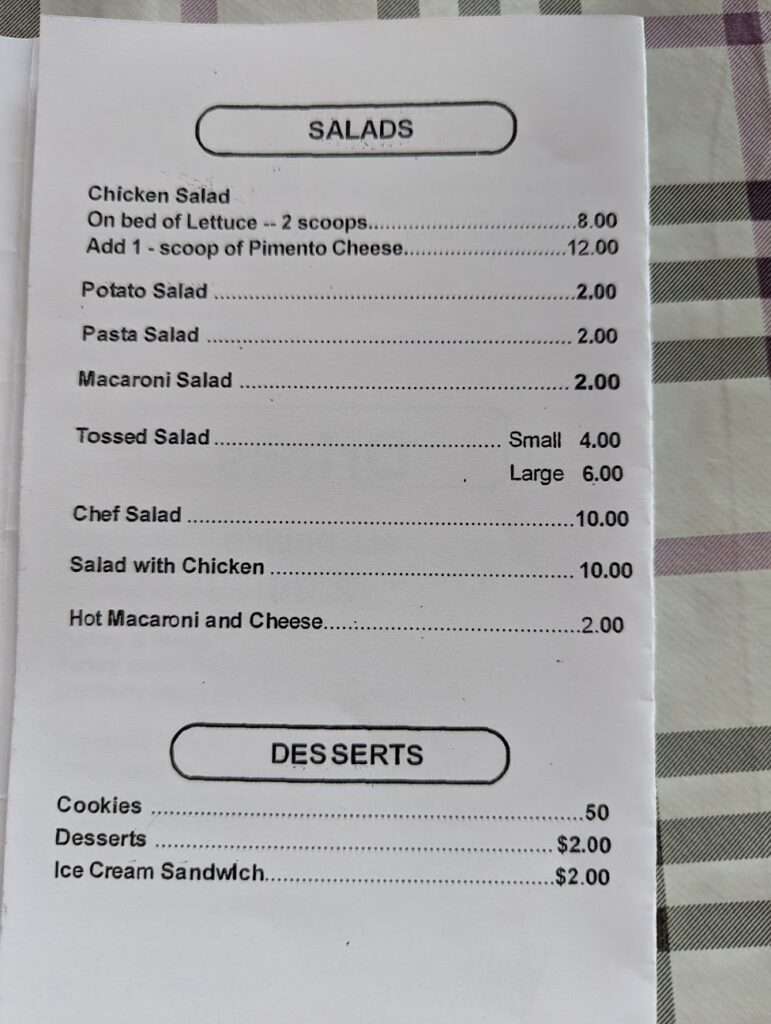 SALADS
Chicken Salad
On bed of Lettuce -- 2 scoops..............................8.00
Add 1 - scoop of Pimento Cheese........................12.00
Potato Salad ....................................................2.00
Pasta Salad .................................................... 2.00
Macaroni Salad ............................................... 2.00
Tossed Salad ......................................... Small 4.00
Large 6.00
Chef Salad .......................................................10.00
Salad with Chicken ........................................... 10.00
Hot Macaroni and Cheese.....................................2.00
DESSERTS
Cookies ..............................................................50
Desserts ......................................................... $2.00
Ice Cream Sandwich.........................................$2.00